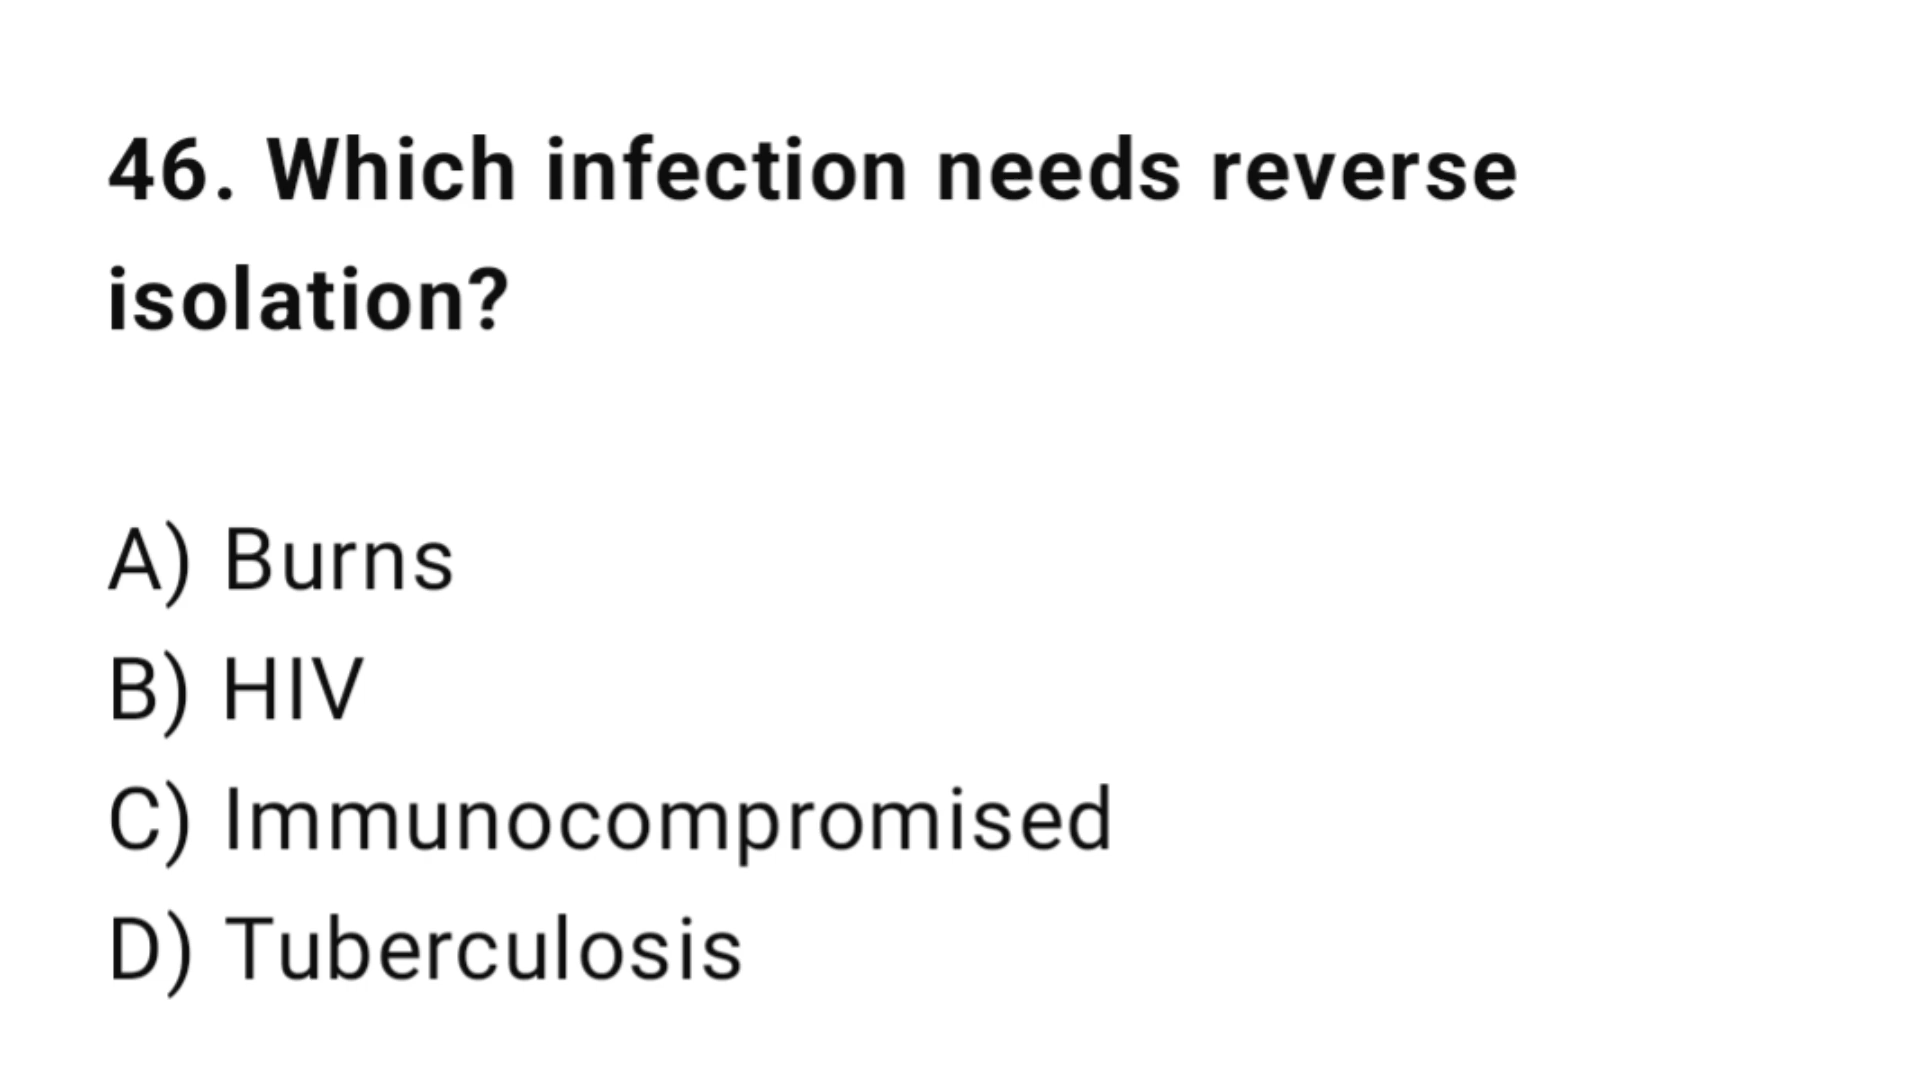 46. Which infection needs reverse
isolation?
A) Burns
B) HIV
C) Immunocompromised
D) Tuberculosis